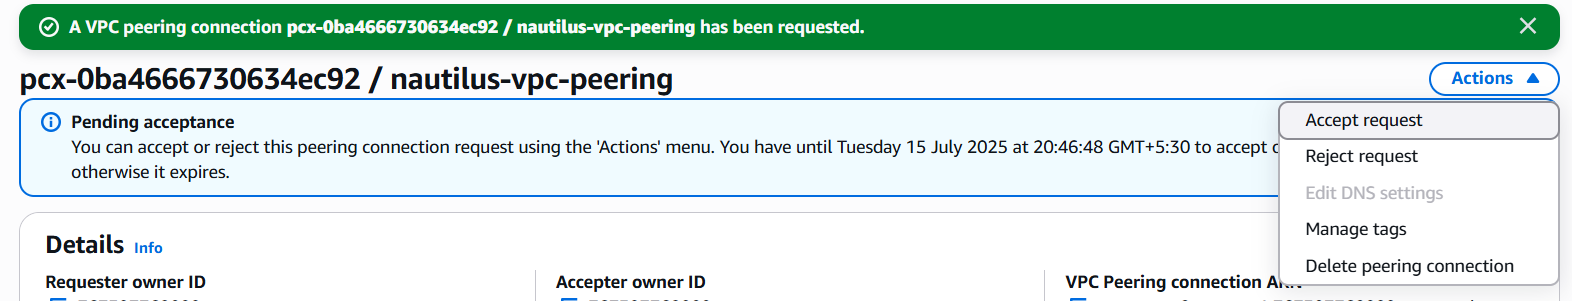 A VPC peering connection pcx-0ba4666730634ec92 / nautilus-vpc-peering has been requested.
pcx-0ba4666730634ec92 / nautilus-vpc-peering
Actions
Pending acceptance
You can accept or reject this peering connection request using the 'Actions' menu. You have until Tuesday 15 July 2025 at 20:46:48 GMT+5:30 to accept
otherwise it expires.
Accept request
Reject request
Edit DNS settings
Manage tags
Delete peering connection
Details Info
Requester owner ID
Accepter owner ID
VPC Peering connection